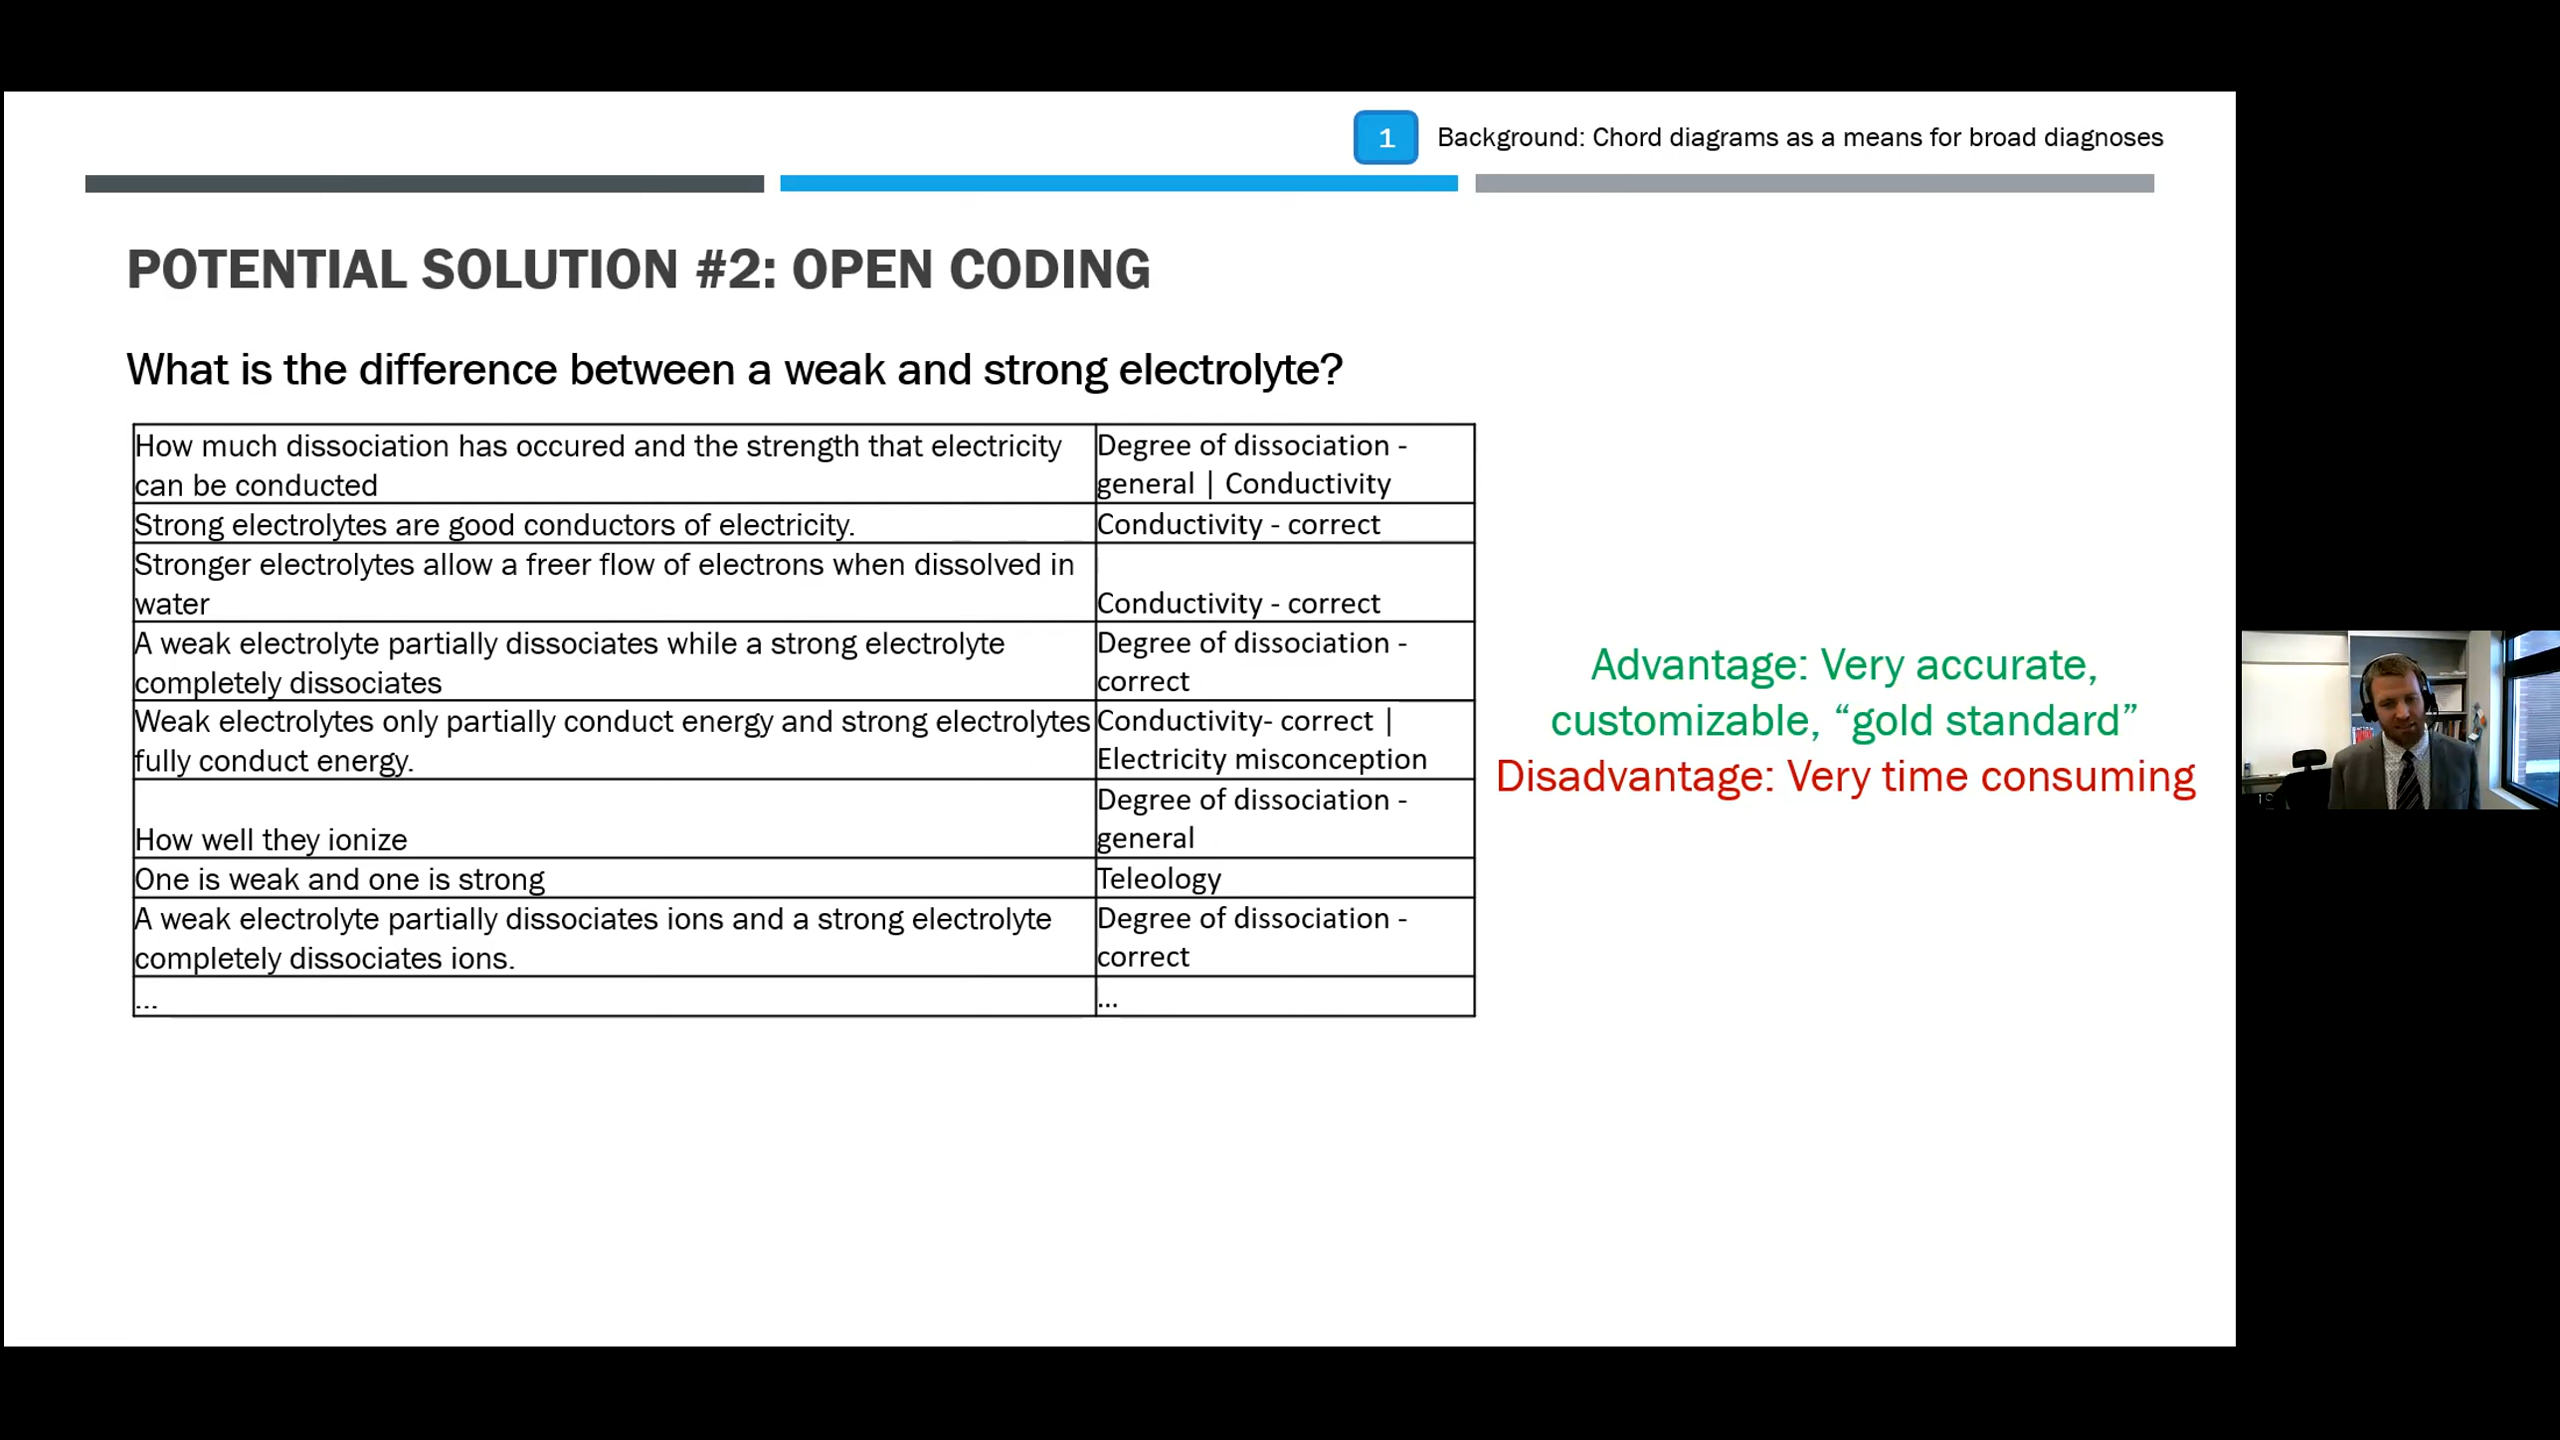 1 Background: Chord diagrams as a means for broad diagnoses
POTENTIAL SOLUTION #2: OPEN CODING
What is the difference between a weak and strong electrolyte?
How much dissociation has occured and the strength that electricity
can be conducted
Degree of dissociation -
general | Conductivity
Strong electrolytes are good conductors of electricity.
Conductivity - correct
Stronger electrolytes allow a freer flow of electrons when dissolved in
water
Conductivity - correct
A weak electrolyte partially dissociates while a strong electrolyte
completely dissociates
Degree of dissociation -
correct
Weak electrolytes only partially conduct energy and strong electrolytes
fully conduct energy.
Conductivity- correct |
Electricity misconception
How well they ionize
Degree of dissociation -
general
One is weak and one is strong
Teleology
A weak electrolyte partially dissociates ions and a strong electrolyte
completely dissociates ions.
Degree of dissociation -
correct
...
...
Advantage: Very accurate,
customizable, “gold standard”
Disadvantage: Very time consuming